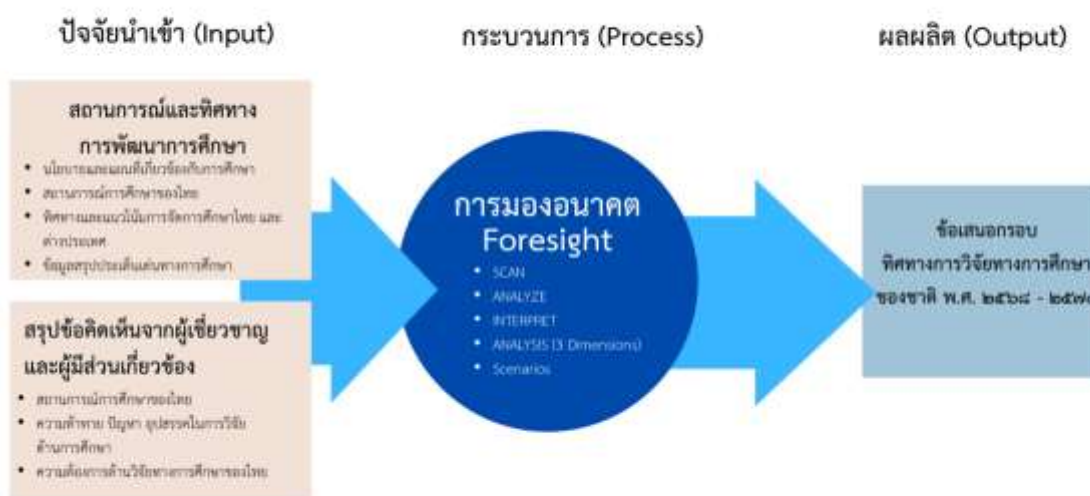 ปัจจัยนำเข้า (Input)
กระบวนการ (Process)
ผลผลิต (Output)
สถานการณ์และทิศทาง
การพัฒนาการศึกษา
• นโยบายและแผนที่เกี่ยวข้องกับการศึกษา
• สถานการณ์การศึกษาของไทย
• ทิศทางและแนวโน้มการจัดการศึกษาไทย และ
ต่างประเทศ
• ข้อมูลสรุปประเด็นเด่นทางการศึกษา
สรุปข้อคิดเห็นจากผู้เชี่ยวชาญ
และผู้มีส่วนเกี่ยวข้อง
• สถานการณ์การศึกษาของไทย
• ความท้าทาย ปัญหา อุปสรรคในการวิจัย
ด้านการศึกษา
• ความต้องการด้านวิจัยทางการศึกษาของไทย
การมองอนาคต
Foresight
• SCAN
• ANALYZE
• INTERPRET
• ANALYSIS (3 Dimensions)
• Scenarios
ข้อเสนอกรอบ
ทิศทางการวิจัยทางการศึกษา
ของชาติ พ.ศ. ๒๕๖๘ -